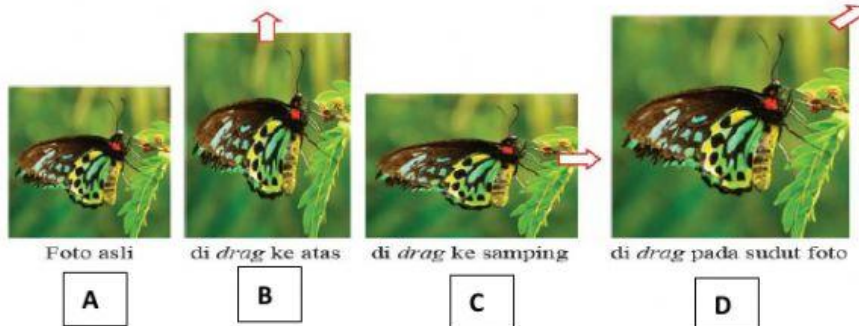 Foto asli
di drag ke atas
di drag ke samping
di drag pada sudut foto
A
B
C
D